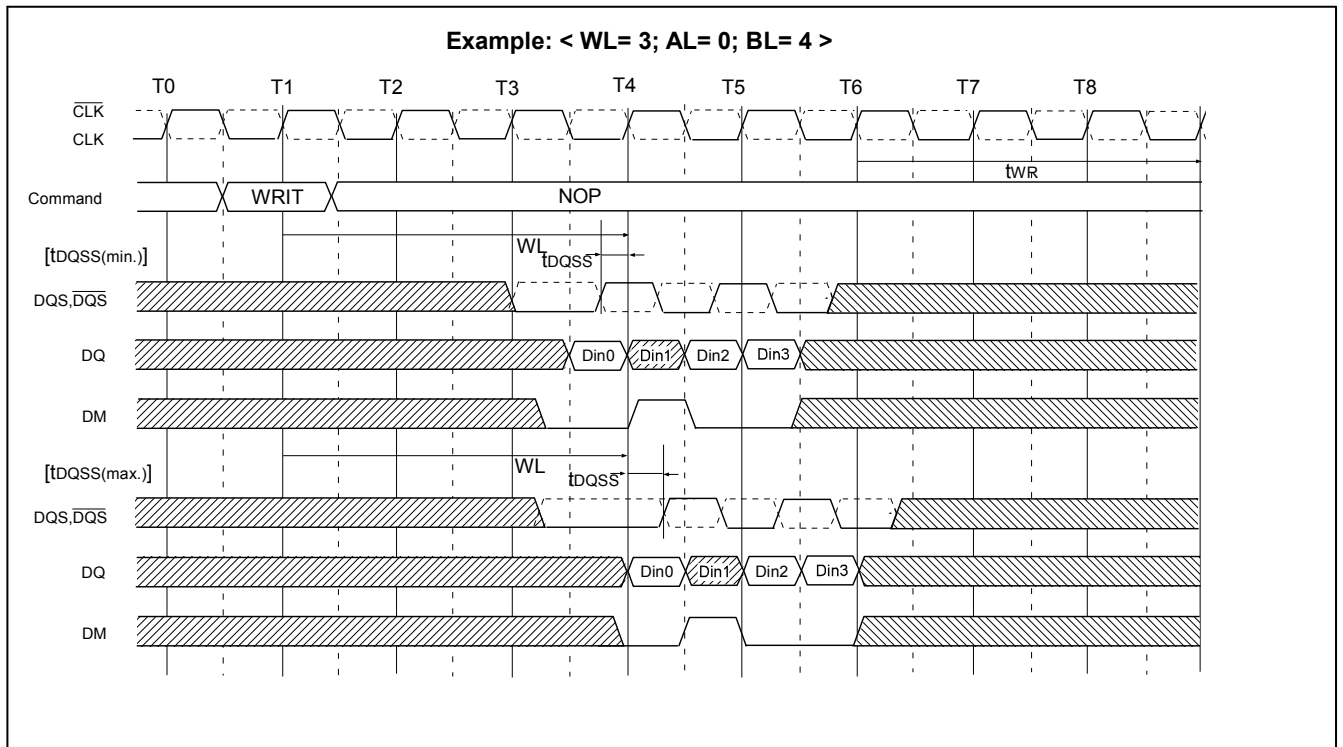 Example: < WL= 3; AL= 0; BL= 4 >
T0 T1 T2 T3 T4 T5 T6 T7 T8
CLK
CLK
tWR
Command WRIT NOP
WL
[tDQSS(min.)] tDQSS
DQS,DQS
DQ Din0 Din1 Din2 Din3
DM
[tDQSS(max.)] WL
tDQSS
DQS,DQS
DQ Din0 Din1 Din2 Din3
DM